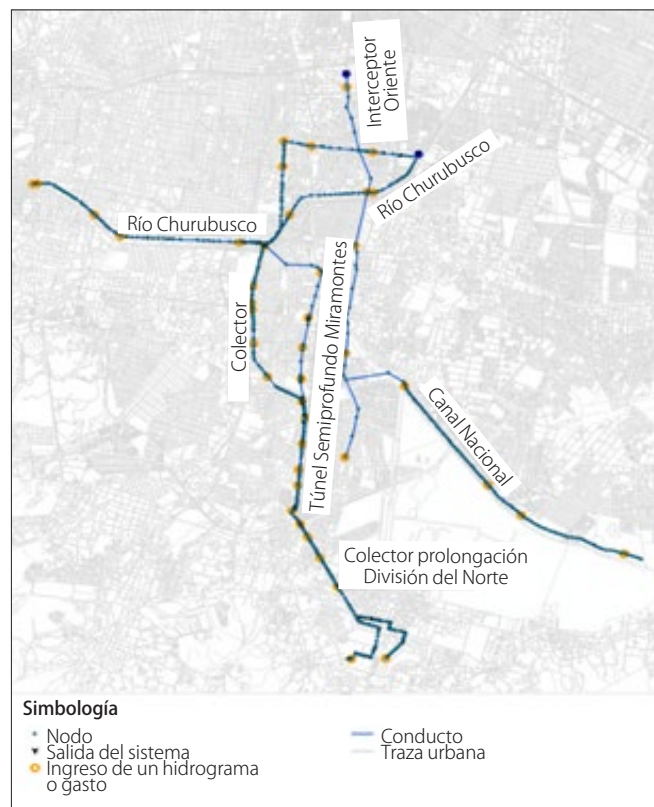 Interceptor
Oriente
Río Churubusco
Río Churubusco
Colector
Túnel Semiprofundo Miramontes
Canal Nacional
Colector prolongación
División del Norte
Simbología
Nodo
Salida del sistema
Ingreso de un hidrograma
o gasto
Conducto
Traza urbana